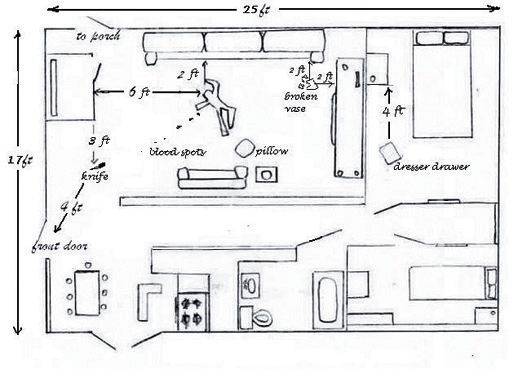 25 ft
to porch
2 ft
2 ft
2 ft
6 ft
broken
vase
4 ft
17ft
3 ft
blood spots
pillow
knife
dresser drawer
4 ft
front door